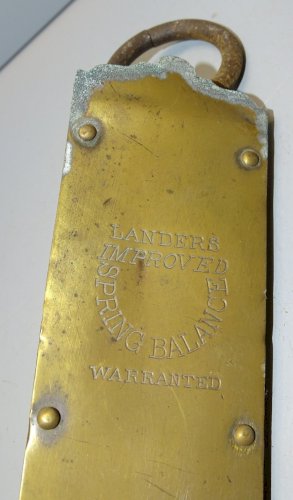 LANDERS
IMPROVED
SPRING BALANCE
WARRANTED